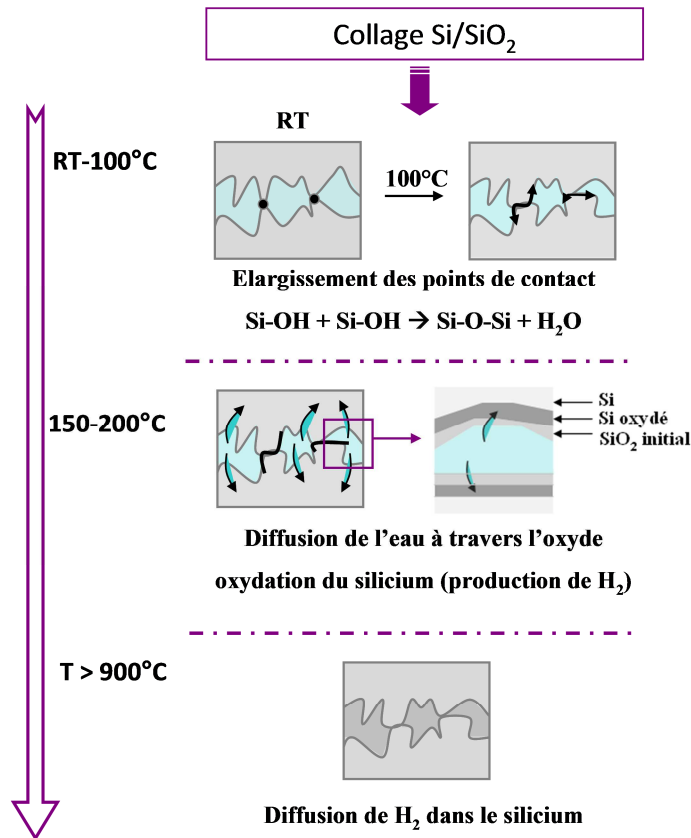 Collage Si/SiO₂
RT-100°C
RT
100°C
Elargissement des points de contact
Si-OH + Si-OH → Si-O-Si + H₂O
150-200°C
Si
Si oxydé
SiO₂ initial
Diffusion de l’eau à travers l’oxyde
oxydation du silicium (production de H₂)
T > 900°C
Diffusion de H₂ dans le silicium